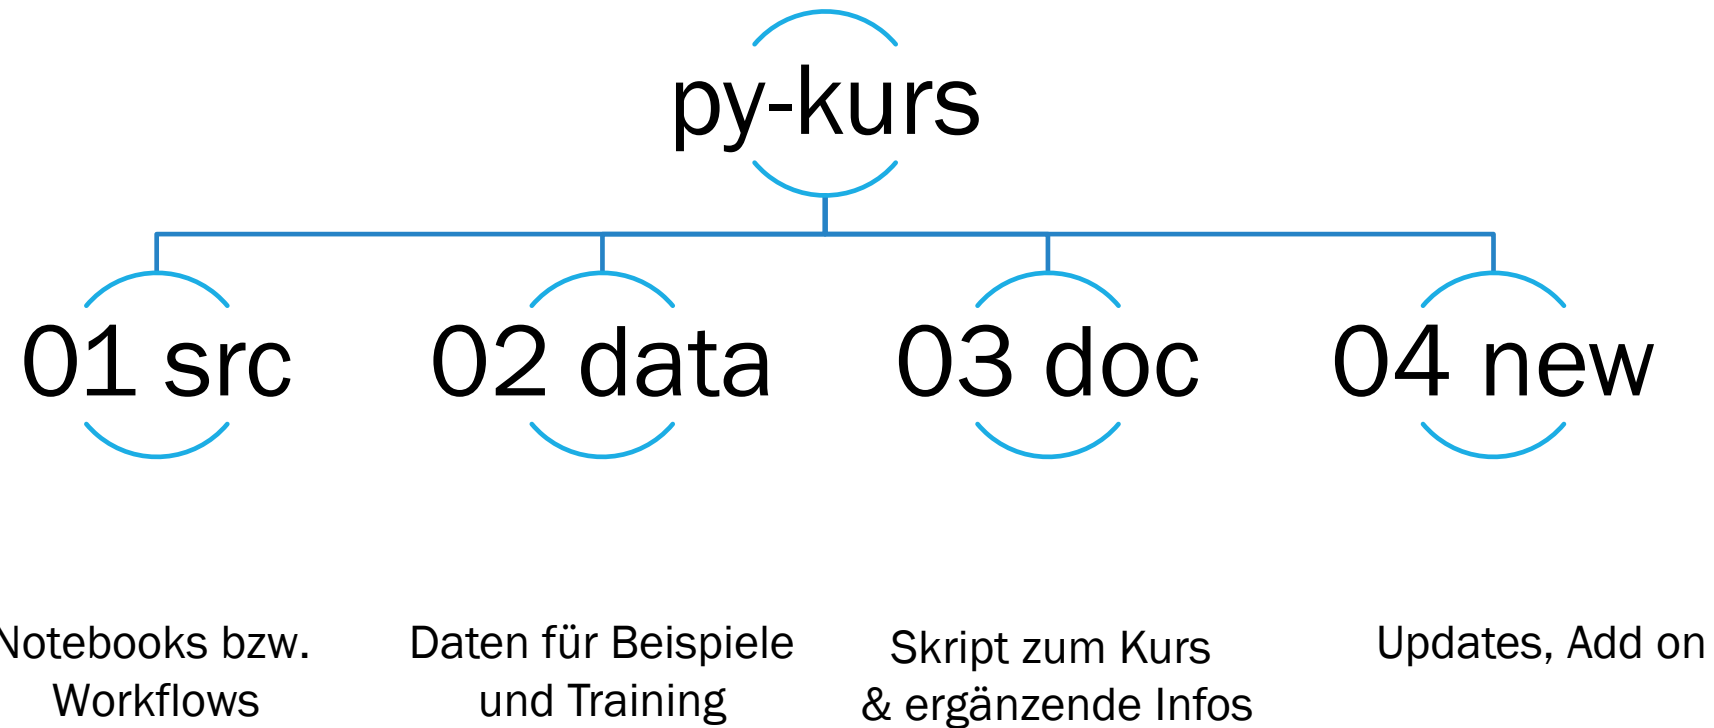 py-kurs
01 src
02 data
03 doc
04 new
Notebooks bzw.
Workflows
Daten für Beispiele
und Training
Skript zum Kurs
& ergänzende Infos
Updates, Add on